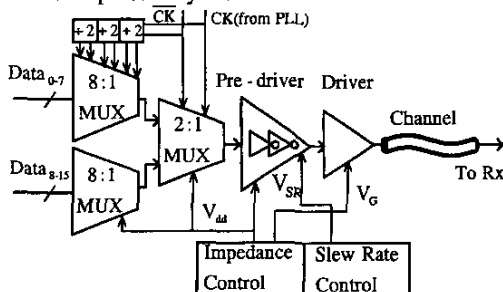 CK
CK(from PLL)
÷2 ÷2 ÷2
Data0-7
8:1
MUX
Pre-driver
Driver
Channel
2:1
MUX
To Rx
Data8-15
8:1
MUX
Vdd
VSR
VG
Impedance
Control
Slew Rate
Control